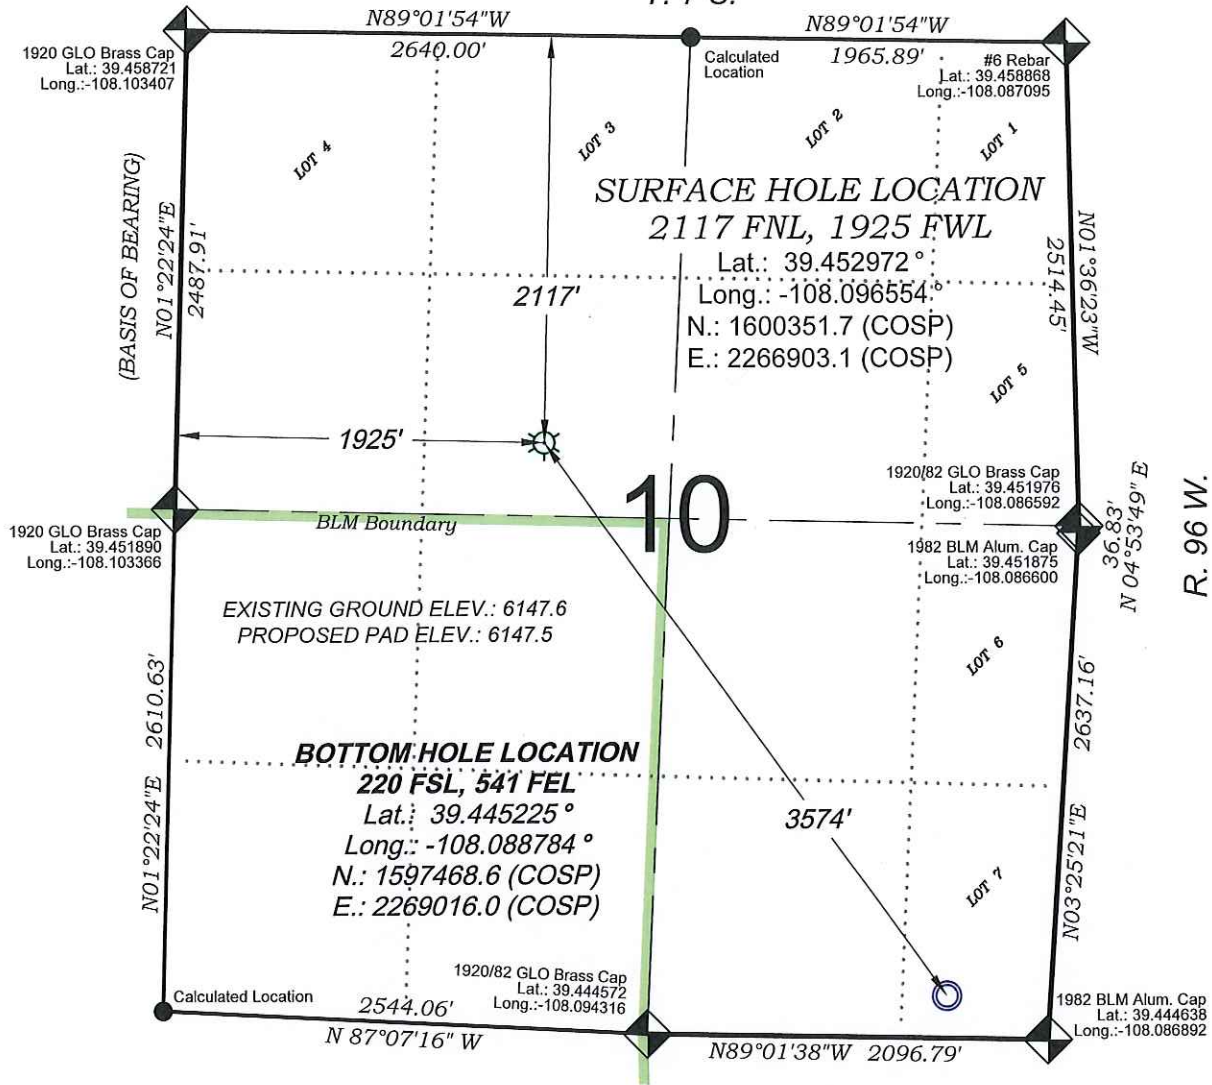 N89°01'54"W
2640.00'
N89°01'54"W
1965.89'
1920 GLO Brass Cap
Lat.: 39.458721
Long.:-108.103407
Calculated
Location
#6 Rebar
Lat.: 39.458868
Long.:-108.087095
LOT 4
LOT 3
LOT 2
LOT 1
(BASIS OF BEARING)
N01°22'24"E
2487.91'
SURFACE HOLE LOCATION
2117 FNL, 1925 FWL
Lat.: 39.452972°
Long.: -108.096554°
N.: 1600351.7 (COSP)
E.: 2266903.1 (COSP)
2117'
N01°36'23"W
2514.45'
LOT 5
1925'
10
1920/82 GLO Brass Cap
Lat.: 39.451976
Long.:-108.086592
BLM Boundary
1920 GLO Brass Cap
Lat.: 39.451890
Long.:-108.103366
1982 BLM Alum. Cap
Lat.: 39.451875
Long.:-108.086600
36.83'
N 04°53'49" E
R. 96 W.
EXISTING GROUND ELEV.: 6147.6
PROPOSED PAD ELEV.: 6147.5
LOT 6
2610.63'
N01°22'24"E
2637.16'
N03°25'21"E
BOTTOM HOLE LOCATION
220 FSL, 541 FEL
Lat.: 39.445225°
Long.: -108.088784°
N.: 1597468.6 (COSP)
E.: 2269016.0 (COSP)
3574'
LOT 7
1920/82 GLO Brass Cap
Lat.: 39.444572
Long.:-108.094316
Calculated Location
2544.06'
N 87°07'16" W
1982 BLM Alum. Cap
Lat.: 39.444638
Long.:-108.086892
N89°01'38"W 2096.79'